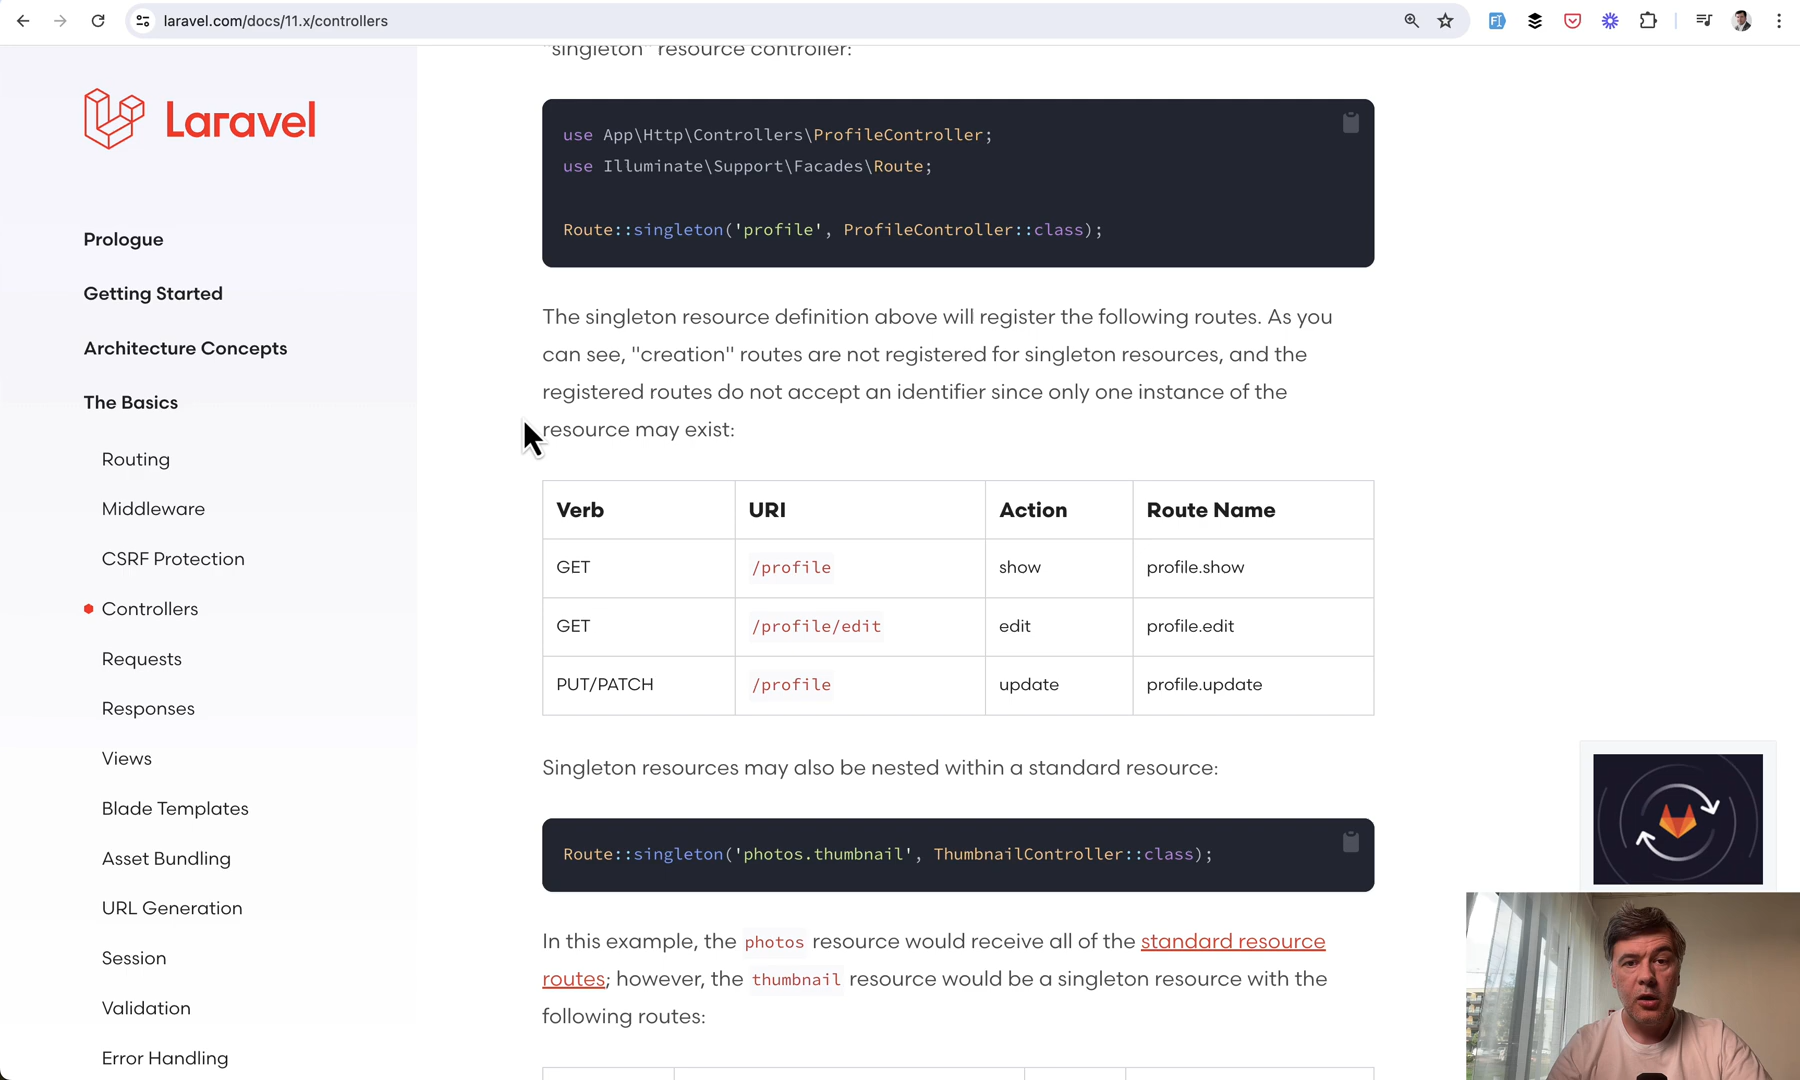 laravel.com/docs/11.x/controllers
"singleton" resource controller:
Laravel
Prologue
Getting Started
Architecture Concepts
The Basics
Routing
Middleware
CSRF Protection
Controllers
Requests
Responses
Views
Blade Templates
Asset Bundling
URL Generation
Session
Validation
Error Handling
use App\Http\Controllers\ProfileController;
use Illuminate\Support\Facades\Route;
Route::singleton('profile', ProfileController::class);
The singleton resource definition above will register the following routes. As you
can see, "creation" routes are not registered for singleton resources, and the
registered routes do not accept an identifier since only one instance of the
resource may exist:
Verb URI Action Route Name
GET /profile show profile.show
GET /profile/edit edit profile.edit
PUT/PATCH /profile update profile.update
Singleton resources may also be nested within a standard resource:
Route::singleton('photos.thumbnail', ThumbnailController::class);
In this example, the photos resource would receive all of the standard resource
routes; however, the thumbnail resource would be a singleton resource with the
following routes: